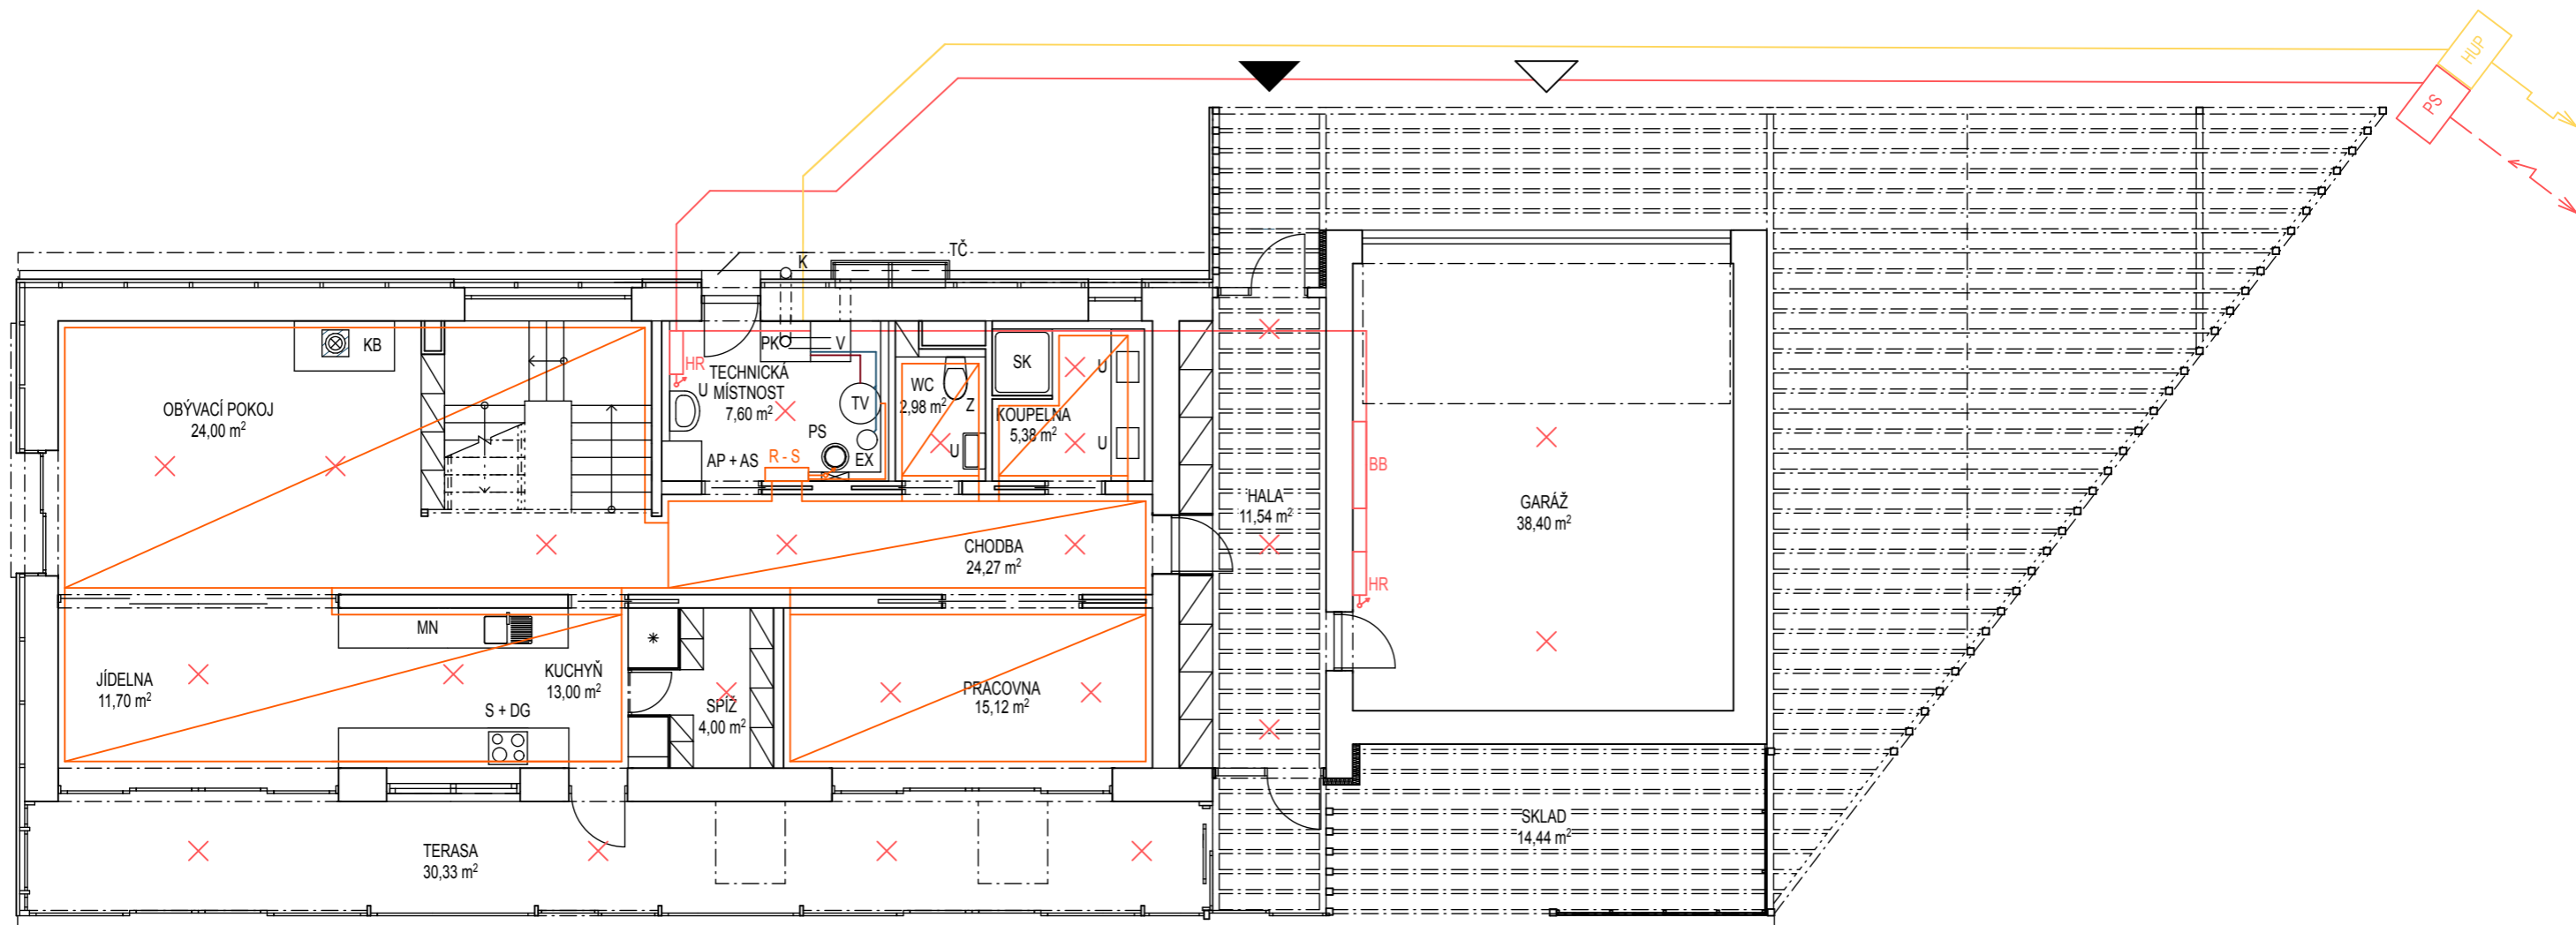 HUP
PS
TČ
K
KB
PK
V
HR
TECHNICKÁ
MÍSTNOST
7,60 m²
U
TV
PS
EX
AP + AS
R - S
WC
2,98 m²
Z
U
SK
KOUPELNA
5,38 m²
U
U
OBÝVACÍ POKOJ
24,00 m²
BB
HR
HALA
11,54 m²
GARÁŽ
38,40 m²
CHODBA
24,27 m²
MN
JÍDELNA
11,70 m²
KUCHYŇ
13,00 m²
S + DG
SPÍŽ
4,00 m²
PRACOVNA
15,12 m²
TERASA
30,33 m²
SKLAD
14,44 m²